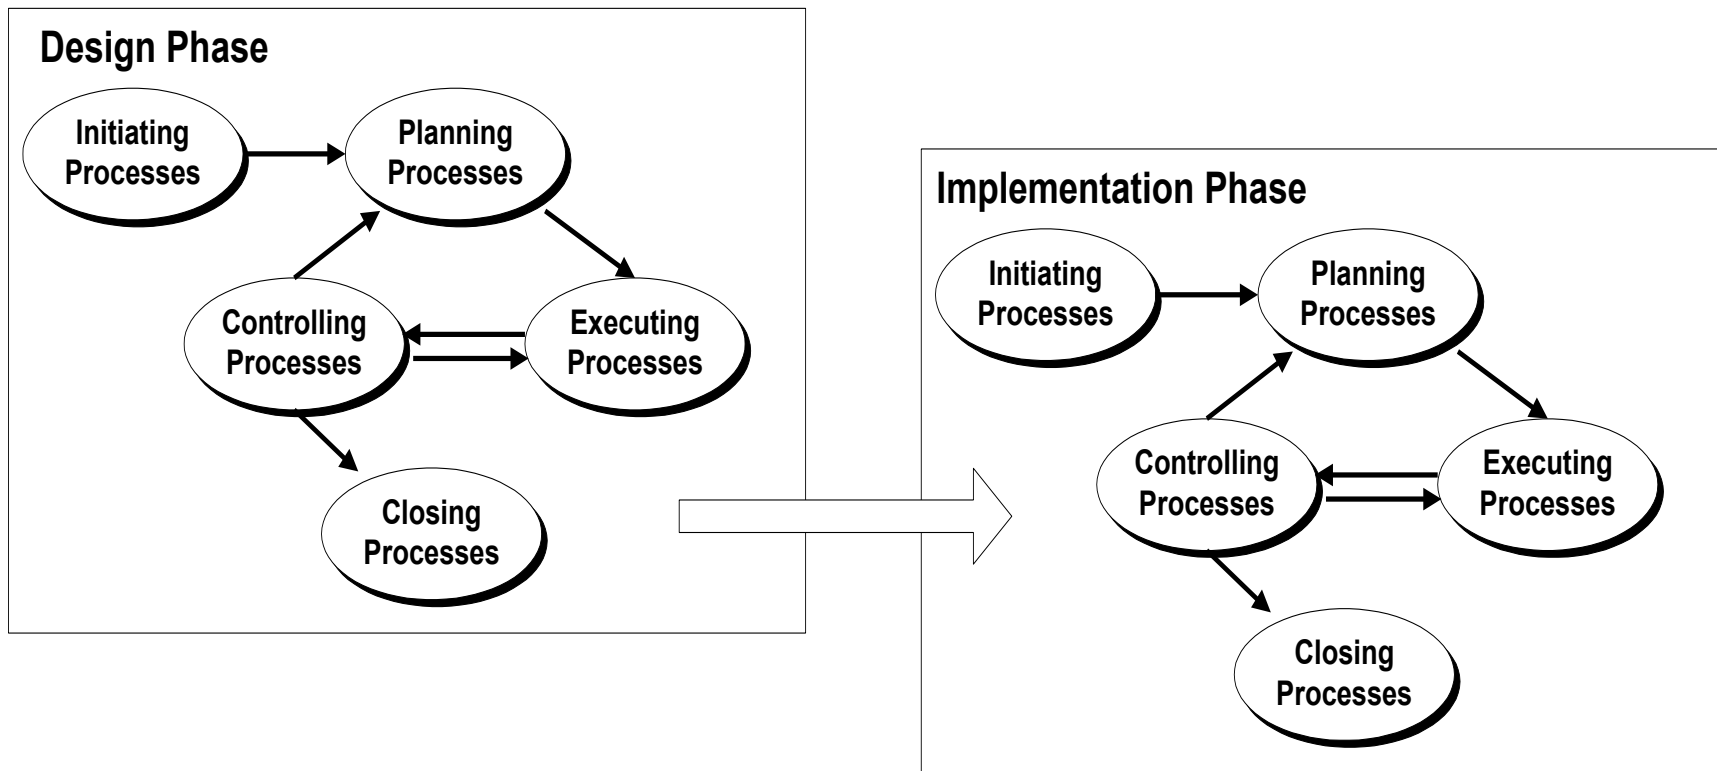 Design Phase
Initiating
Processes
Planning
Processes
Controlling
Processes
Executing
Processes
Closing
Processes
Implementation Phase
Initiating
Processes
Planning
Processes
Controlling
Processes
Executing
Processes
Closing
Processes